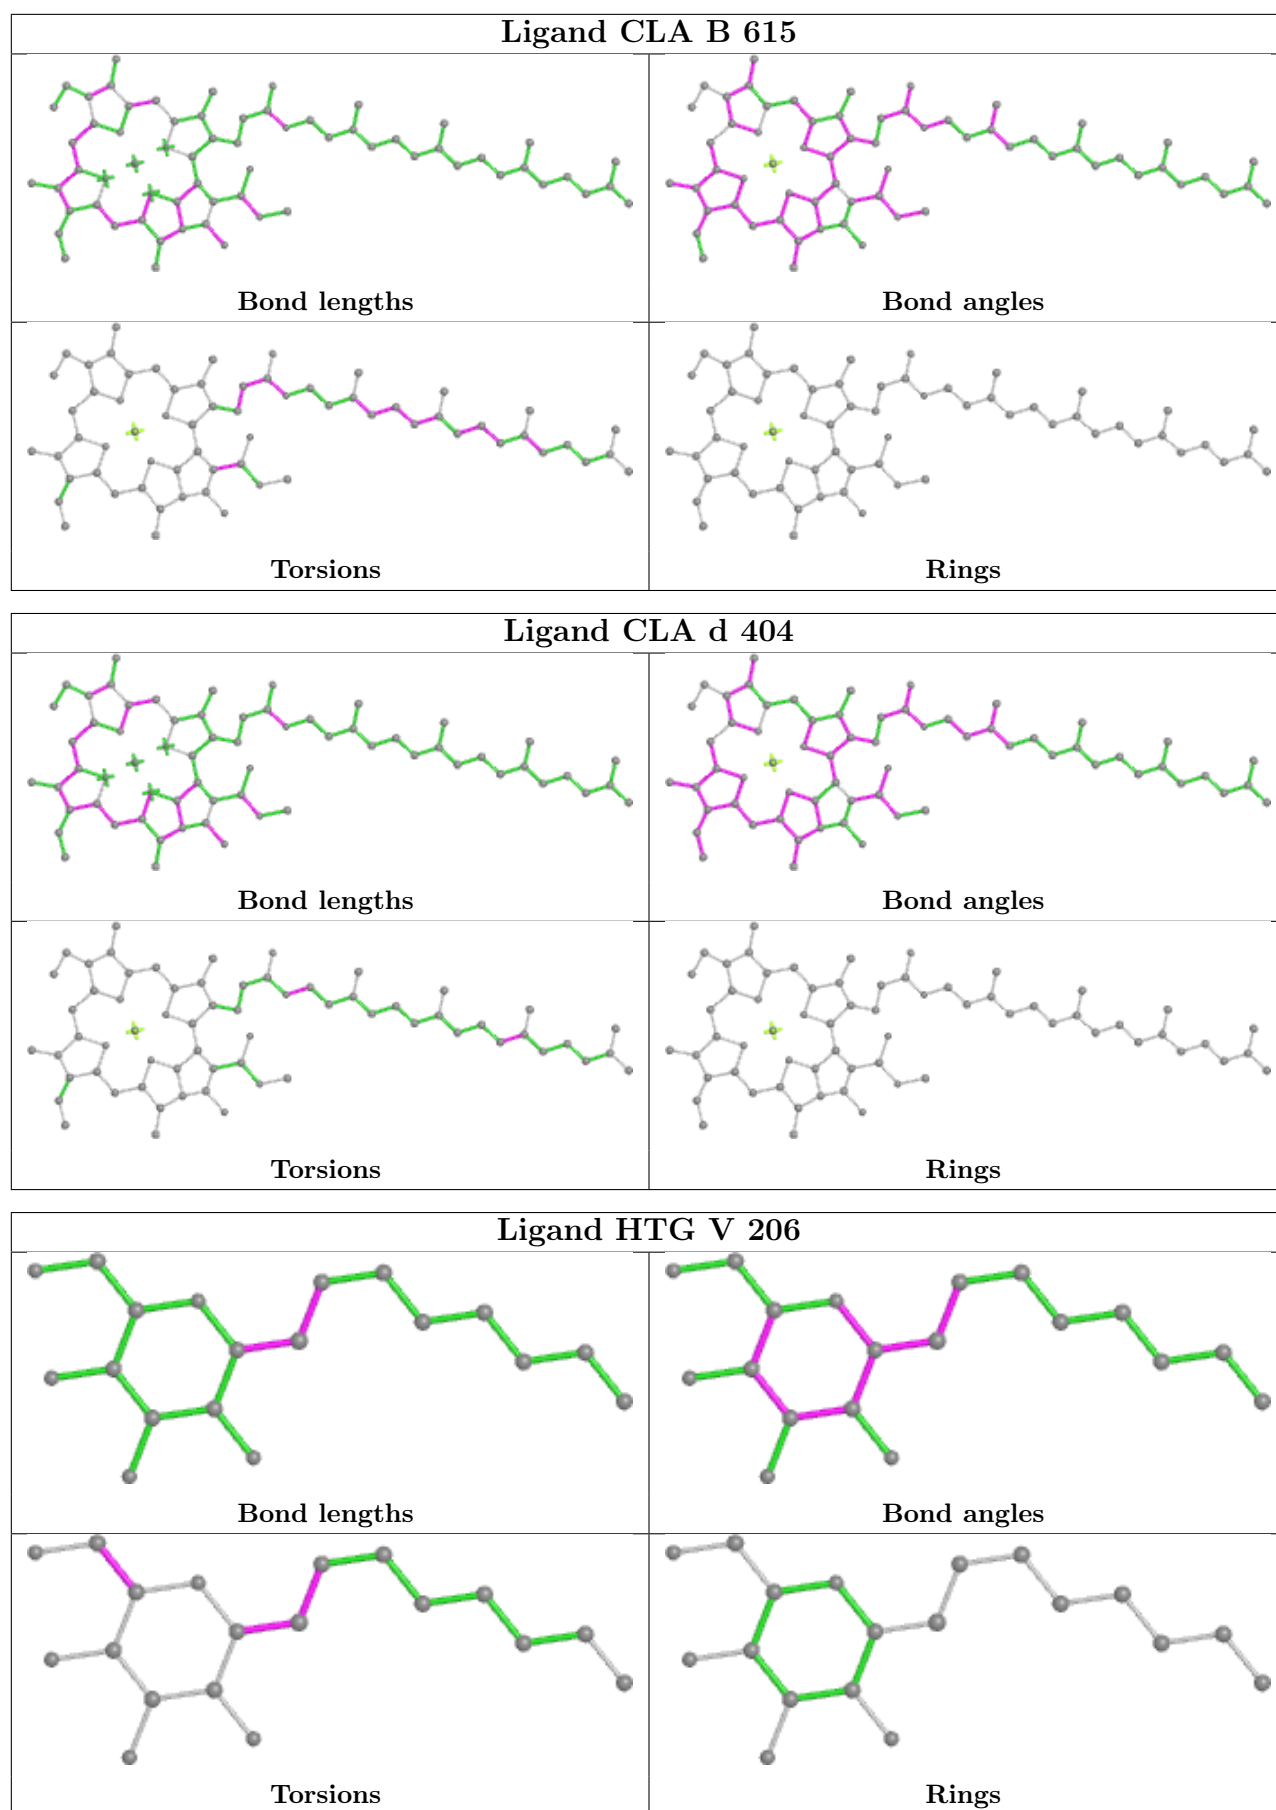 Ligand CLA B 615
Bond lengths
Bond angles
Torsions
Rings
Ligand CLA d 404
Bond lengths
Bond angles
Torsions
Rings
Ligand HTG V 206
Bond lengths
Bond angles
Torsions
Rings